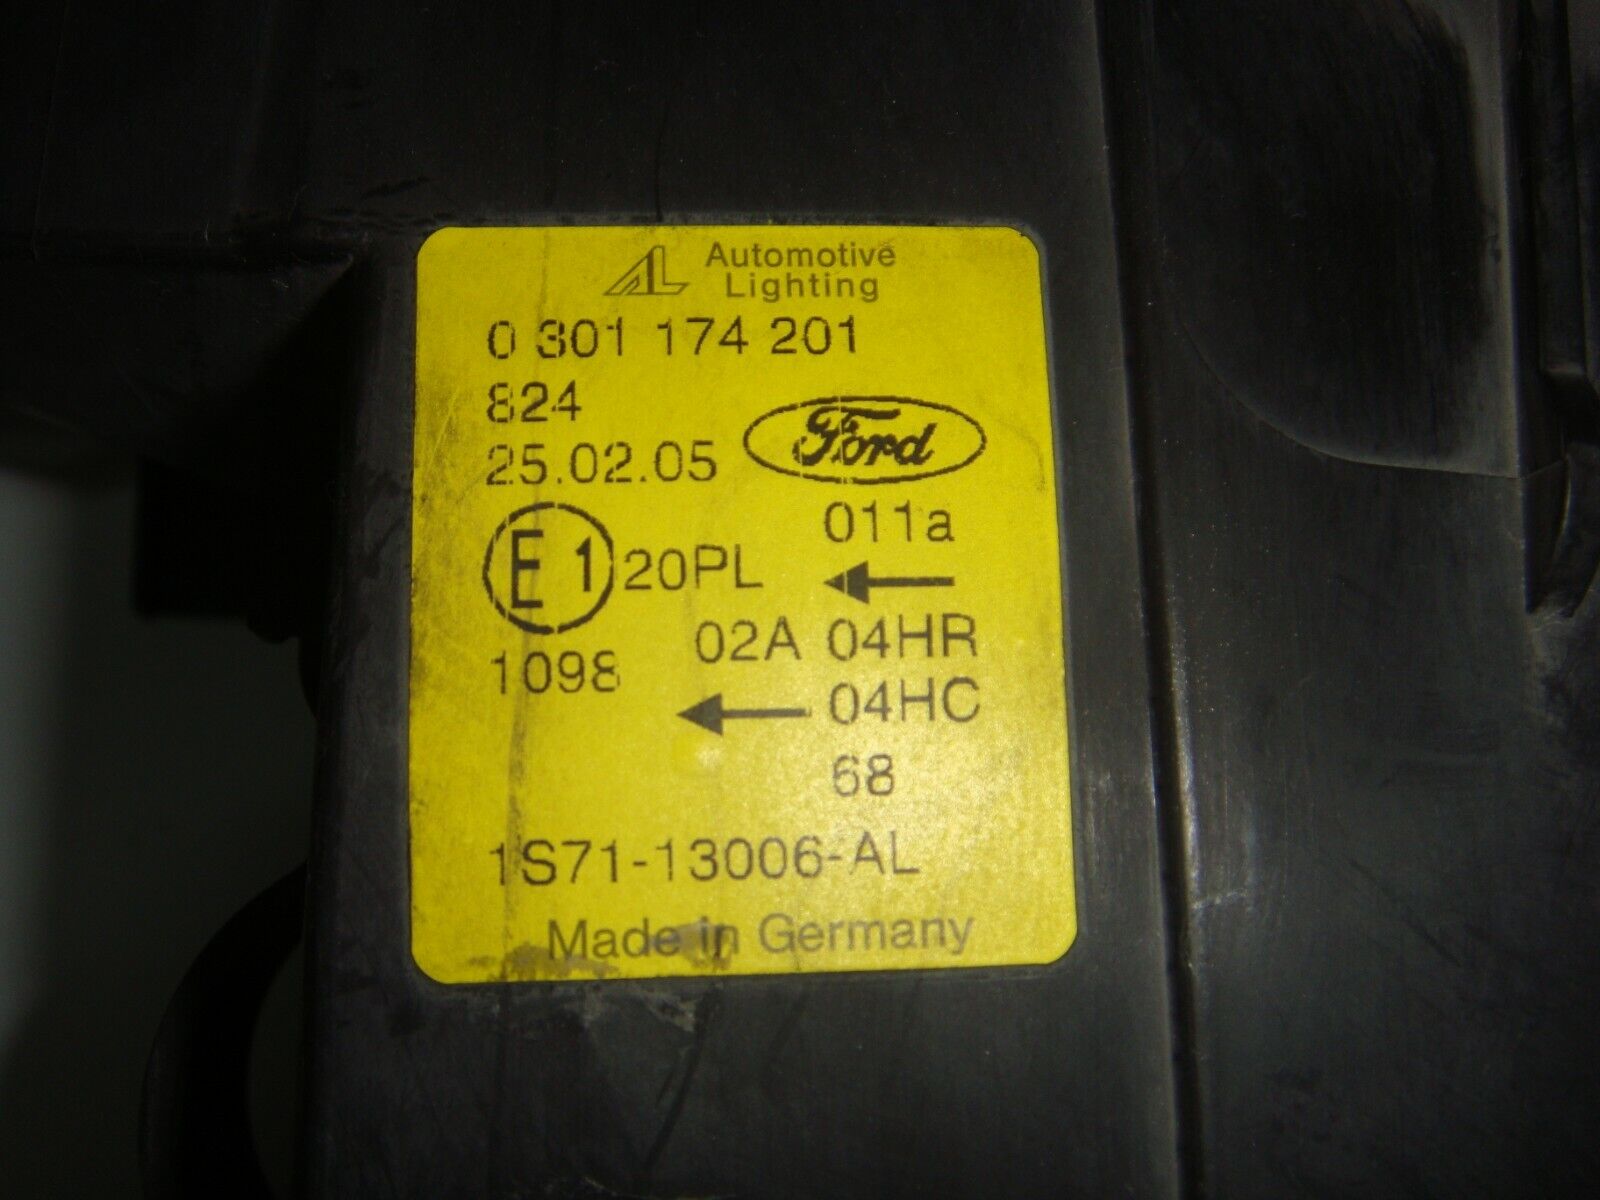 AL Automotive
Lighting
0 301 174 201
824
25.02.05 Ford
011a
E1 20PL
02A 04HR
1098
04HC
68
1S71-13006-AL
Made in Germany